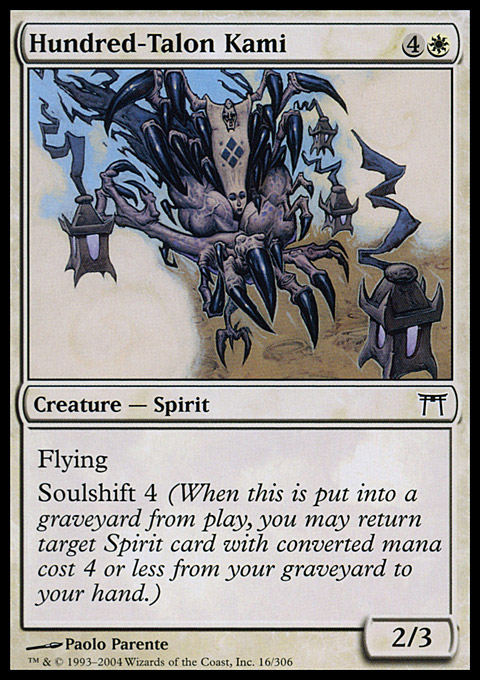 Hundred-Talon Kami 4
Creature — Spirit
Flying
Soulshift 4 (When this is put into a
graveyard from play, you may return
target Spirit card with converted mana
cost 4 or less from your graveyard to
your hand.)
Paolo Parente
2/3
™ & © 1993–2004 Wizards of the Coast, Inc. 16/306